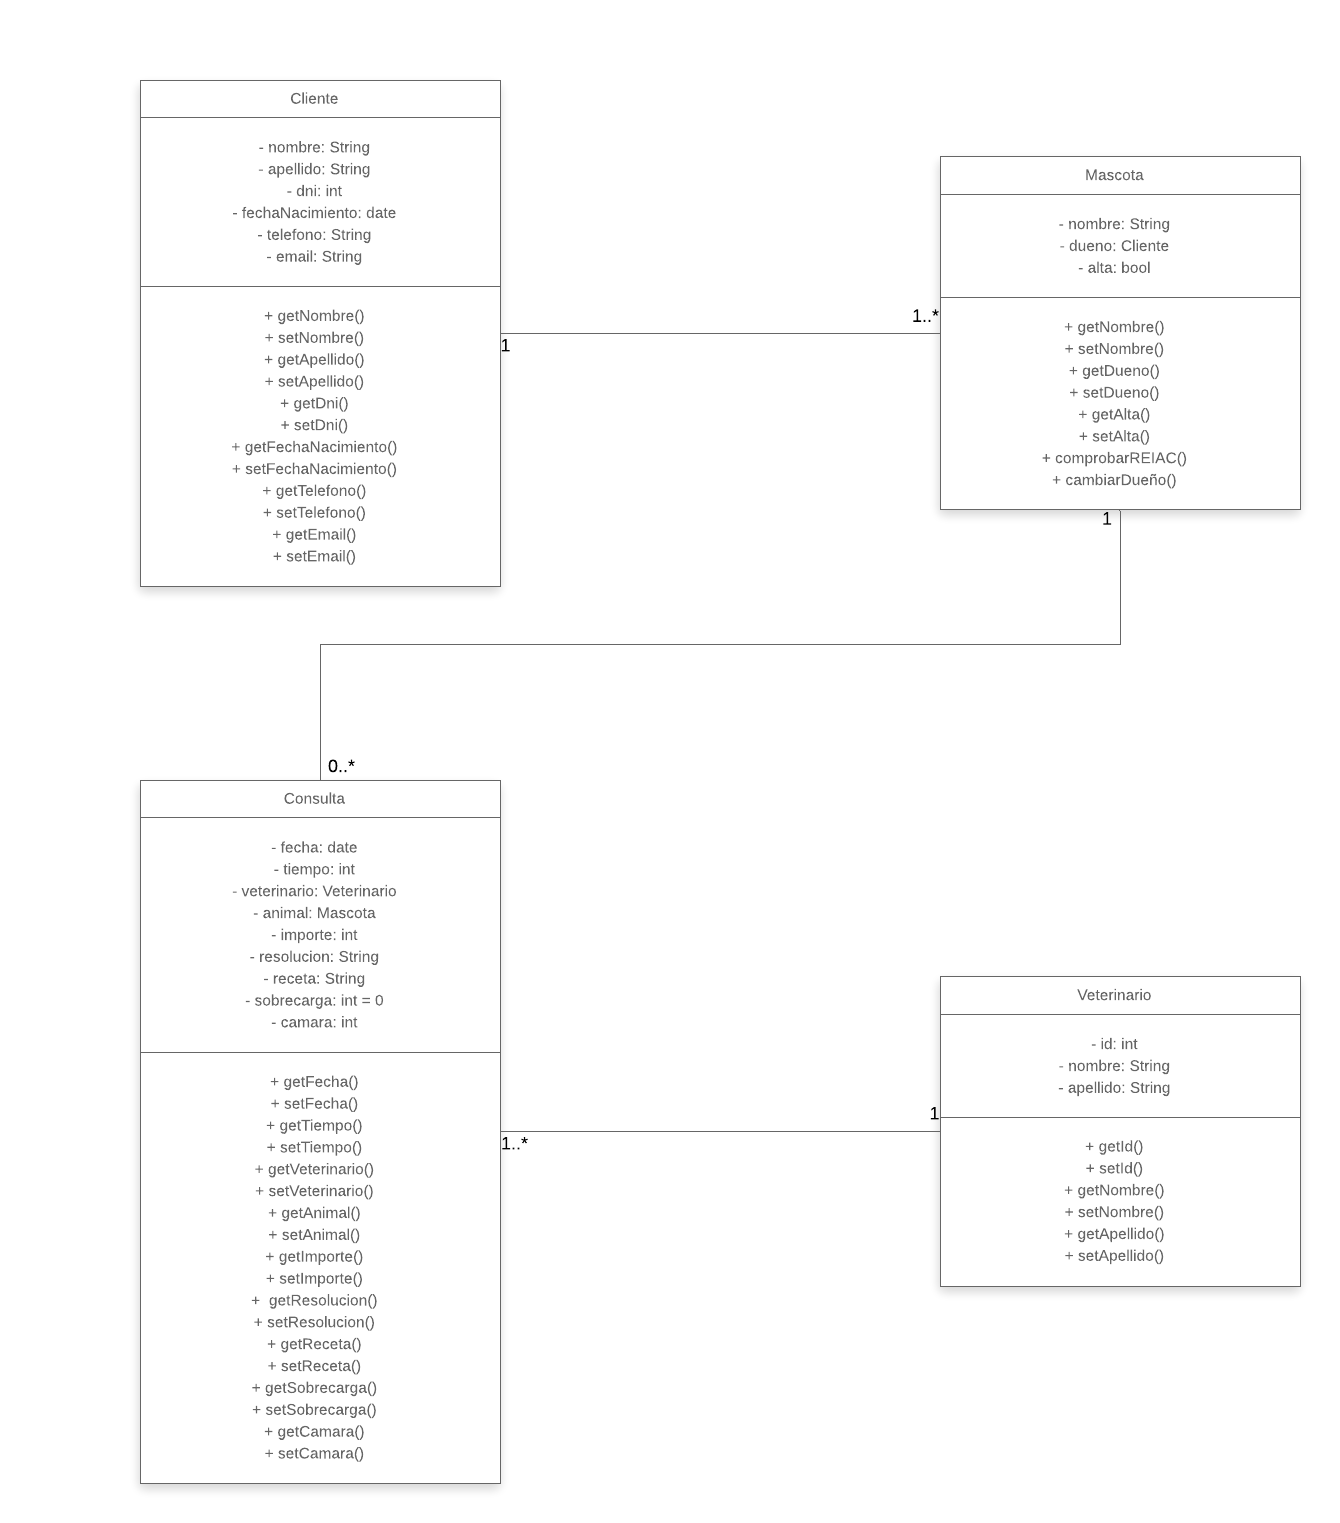 Cliente
- nombre: String
- apellido: String
- dni: int
- fechaNacimiento: date
- telefono: String
- email: String
+ getNombre()
+ setNombre()
+ getApellido()
+ setApellido()
+ getDni()
+ setDni()
+ getFechaNacimiento()
+ setFechaNacimiento()
+ getTelefono()
+ setTelefono()
+ getEmail()
+ setEmail()
1
1..*
Mascota
- nombre: String
- dueno: Cliente
- alta: bool
+ getNombre()
+ setNombre()
+ getDueno()
+ setDueno()
+ getAlta()
+ setAlta()
+ comprobarREIAC()
+ cambiarDueño()
1
0..*
Consulta
- fecha: date
- tiempo: int
- veterinario: Veterinario
- animal: Mascota
- importe: int
- resolucion: String
- receta: String
- sobrecarga: int = 0
- camara: int
+ getFecha()
+ setFecha()
+ getTiempo()
+ setTiempo()
+ getVeterinario()
+ setVeterinario()
+ getAnimal()
+ setAnimal()
+ getImporte()
+ setImporte()
+ getResolucion()
+ setResolucion()
+ getReceta()
+ setReceta()
+ getSobrecarga()
+ setSobrecarga()
+ getCamara()
+ setCamara()
1..*
1
Veterinario
- id: int
- nombre: String
- apellido: String
+ getId()
+ setId()
+ getNombre()
+ setNombre()
+ getApellido()
+ setApellido()